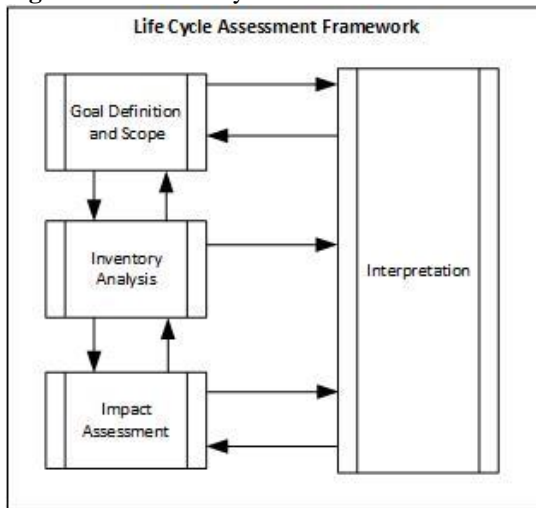 Life Cycle Assessment Framework
Goal Definition
and Scope
Inventory
Analysis
Interpretation
Impact
Assessment